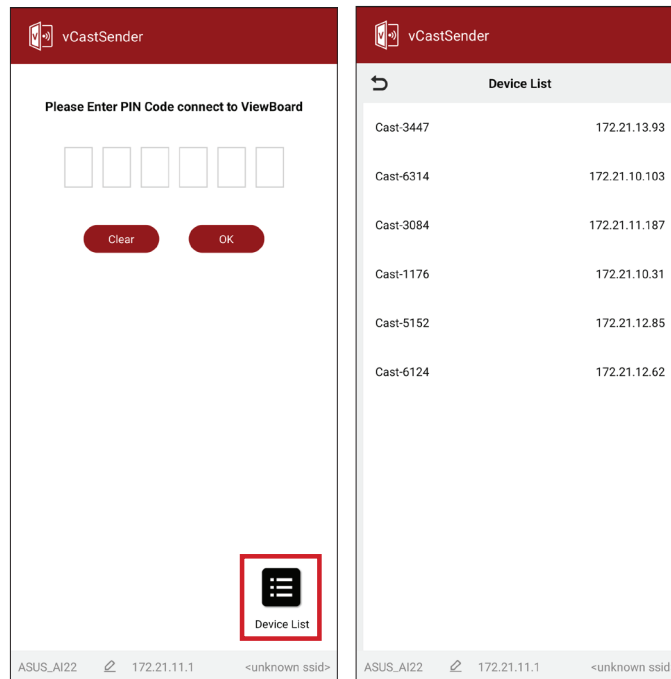 vCastSender
Please Enter PIN Code connect to ViewBoard
Clear OK
Device List
ASUS_AI22 172.21.11.1 <unknown ssid>
vCastSender
Device List
Cast-3447 172.21.13.93
Cast-6314 172.21.10.103
Cast-3084 172.21.11.187
Cast-1176 172.21.10.31
Cast-5152 172.21.12.85
Cast-6124 172.21.12.62
ASUS_AI22 172.21.11.1 <unknown ssid